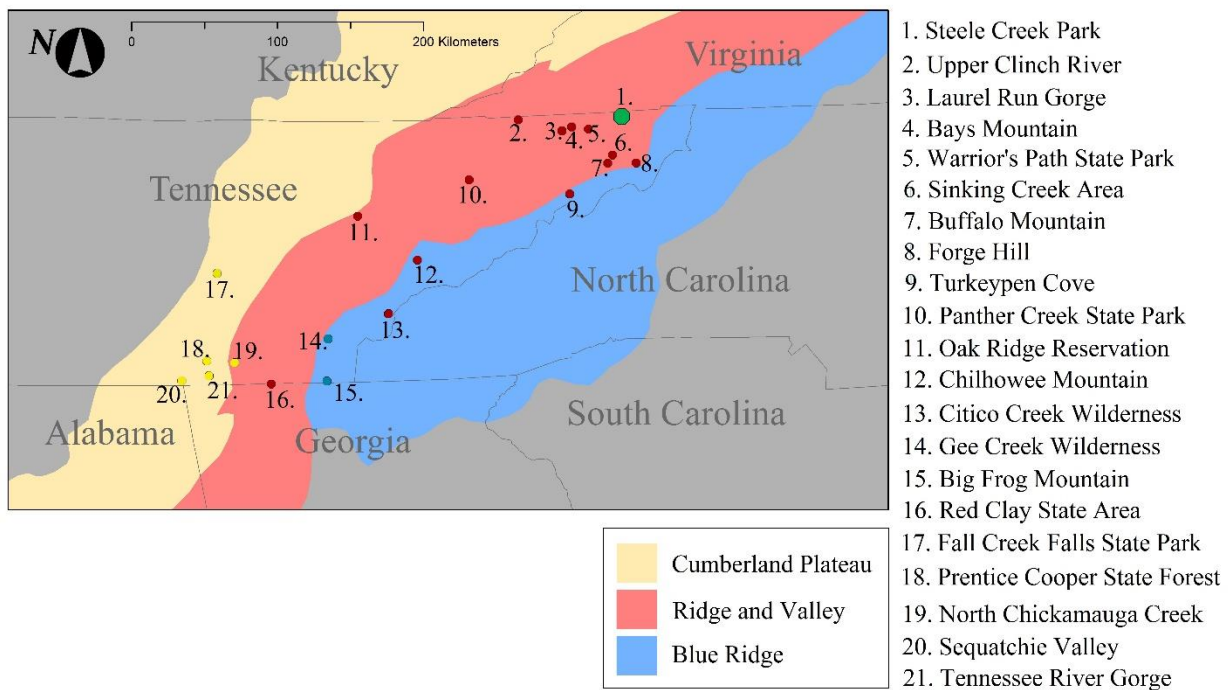 N
0 100 200 Kilometers
Kentucky
Virginia
Tennessee
North Carolina
South Carolina
Georgia
Alabama
1.
2.
3.
4.
5.
6.
7.
8.
9.
10.
11.
12.
13.
14.
15.
16.
17.
18.
19.
20.
21.
1. Steele Creek Park
2. Upper Clinch River
3. Laurel Run Gorge
4. Bays Mountain
5. Warrior's Path State Park
6. Sinking Creek Area
7. Buffalo Mountain
8. Forge Hill
9. Turkeypen Cove
10. Panther Creek State Park
11. Oak Ridge Reservation
12. Chilhowee Mountain
13. Citico Creek Wilderness
14. Gee Creek Wilderness
15. Big Frog Mountain
16. Red Clay State Area
17. Fall Creek Falls State Park
18. Prentice Cooper State Forest
19. North Chickamauga Creek
20. Sequatchie Valley
21. Tennessee River Gorge
Cumberland Plateau
Ridge and Valley
Blue Ridge